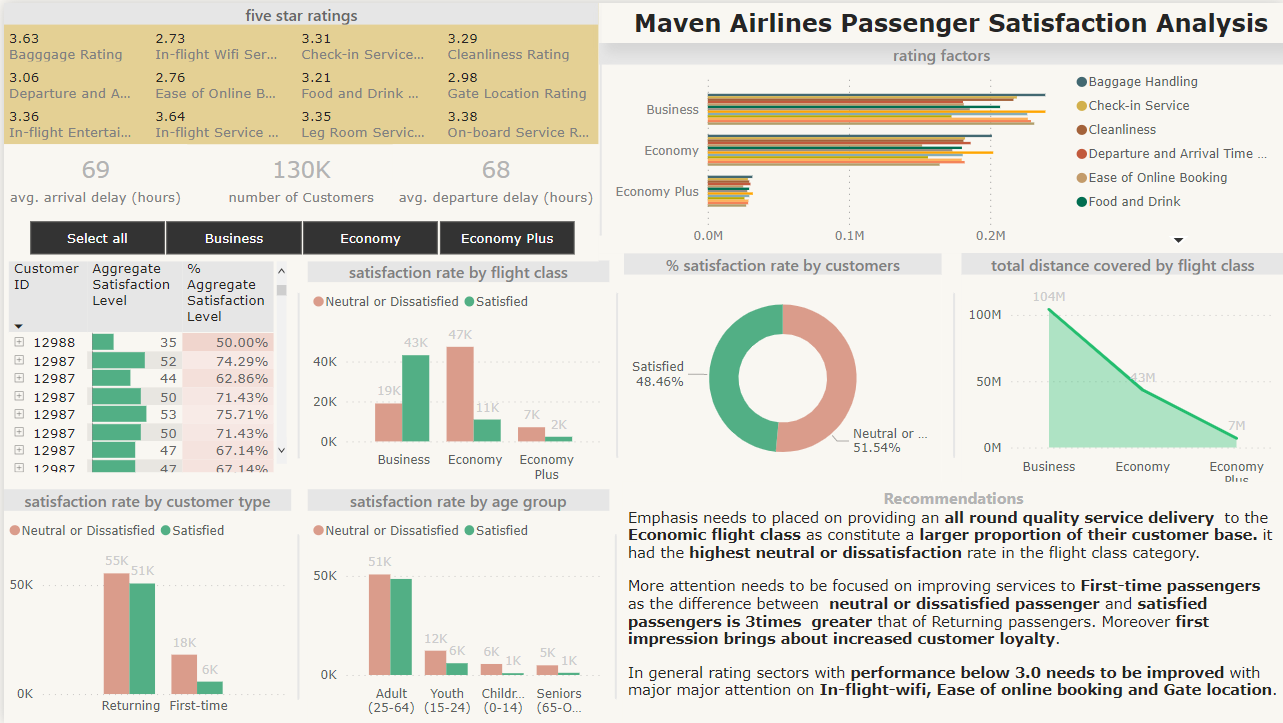 five star ratings
3.63
Bagggage Rating
2.73
In-flight Wifi Ser...
3.31
Check-in Service...
3.29
Cleanliness Rating
3.06
Departure and A...
2.76
Ease of Online B...
3.21
Food and Drink ...
2.98
Gate Location Rating
3.36
In-flight Entertai...
3.64
In-flight Service ...
3.35
Leg Room Servic...
3.38
On-board Service R...
69
avg. arrival delay (hours)
130K
number of Customers
68
avg. departure delay (hours)
Select all
Business
Economy
Economy Plus
Maven Airlines Passenger Satisfaction Analysis
rating factors
Business
Economy
Economy Plus
0.0M
0.1M
0.2M
Baggage Handling
Check-in Service
Cleanliness
Departure and Arrival Time ...
Ease of Online Booking
Food and Drink
Customer ID
Aggregate Satisfaction Level
% Aggregate Satisfaction Level
12988 35 50.00%
12987 52 74.29%
12987 44 62.86%
12987 50 71.43%
12987 53 75.71%
12987 50 71.43%
12987 47 67.14%
12987 47 67.14%
satisfaction rate by flight class
Neutral or Dissatisfied Satisfied
40K
20K
0K
19K
43K
47K
11K
7K
2K
Business
Economy
Economy Plus
% satisfaction rate by customers
Satisfied
48.46%
Neutral or ...
51.54%
total distance covered by flight class
100M
50M
0M
104M
43M
7M
Business
Economy
Economy
Plus
satisfaction rate by customer type
Neutral or Dissatisfied Satisfied
50K
0K
55K
51K
18K
6K
Returning
First-time
satisfaction rate by age group
Neutral or Dissatisfied Satisfied
50K
0K
51K
12K
6K
6K
1K
5K
1K
Adult
(25-64)
Youth
(15-24)
Childr...
(0-14)
Seniors
(65-O...
Recommendations
Emphasis needs to placed on providing an all round quality service delivery to the
Economic flight class as constitute a larger proportion of their customer base. it
had the highest neutral or dissatisfaction rate in the flight class category.
More attention needs to be focused on improving services to First-time passengers
as the difference between neutral or dissatisfied passenger and satisfied
passengers is 3times greater that of Returning passengers. Moreover first
impression brings about increased customer loyalty.
In general rating sectors with performance below 3.0 needs to be improved with
major major attention on In-flight-wifi, Ease of online booking and Gate location.